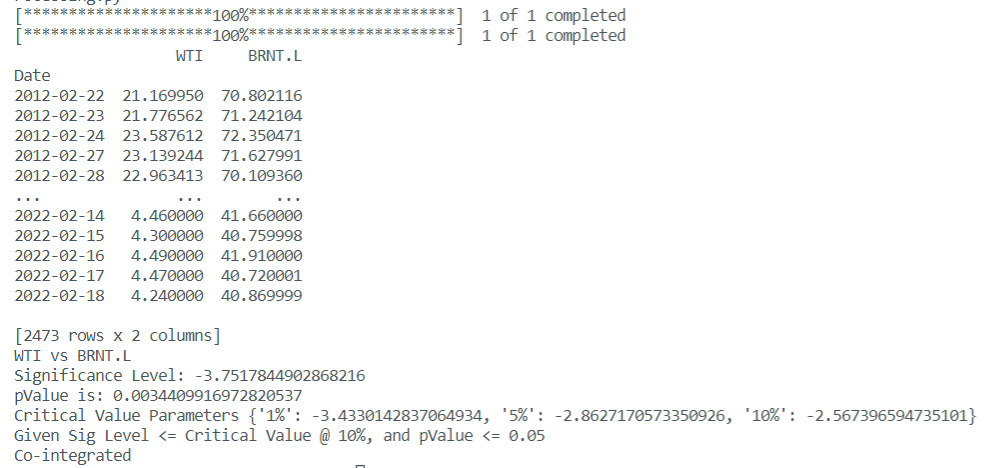 [*********************100%***********************]  1 of 1 completed
[*********************100%***********************]  1 of 1 completed
                  WTI     BRNT.L
Date
2012-02-22  21.169950  70.802116
2012-02-23  21.776562  71.242104
2012-02-24  23.587612  72.350471
2012-02-27  23.139244  71.627991
2012-02-28  22.963413  70.109360
...               ...        ...
2022-02-14   4.460000  41.660000
2022-02-15   4.300000  40.759998
2022-02-16   4.490000  41.910000
2022-02-17   4.470000  40.720001
2022-02-18   4.240000  40.869999
[2473 rows x 2 columns]
WTI vs BRNT.L
Significance Level: -3.7517844902868216
pValue is: 0.0034409916972820537
Critical Value Parameters {'1%': -3.4330142837064934, '5%': -2.8627170573350926, '10%': -2.567396594735101}
Given Sig Level <= Critical Value @ 10%, and pValue <= 0.05
Co-integrated